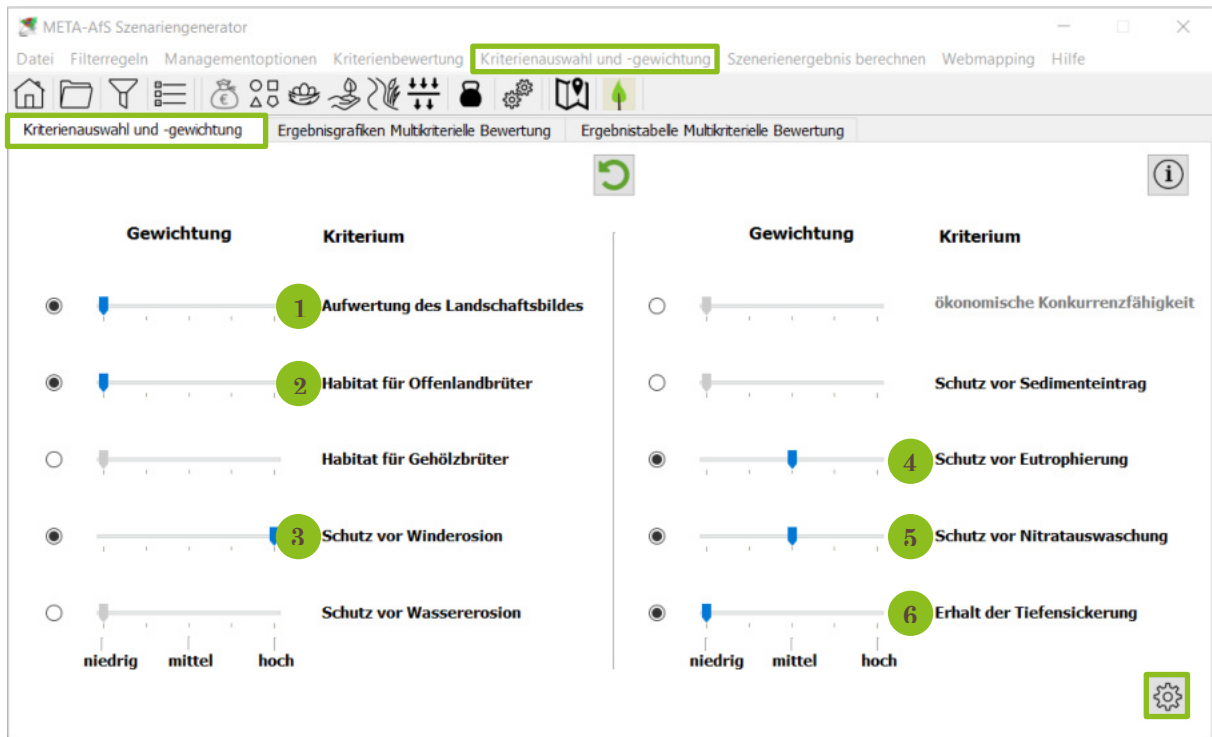 META-AfS Szenariengenerator
Datei Filterregeln Managementoptionen Kriterienbewertung Kriterienauswahl und -gewichtung Szenerienergebnis berechnen Webmapping Hilfe
Kriterienauswahl und -gewichtung Ergebnisgrafiken Multikriterielle Bewertung Ergebnistabelle Multikriterielle Bewertung
Gewichtung Kriterium
1 Aufwertung des Landschaftsbildes
2 Habitat für Offenlandbrüter
Habitat für Gehölzbrüter
3 Schutz vor Winderosion
Schutz vor Wassererosion
niedrig mittel hoch
Gewichtung Kriterium
ökonomische Konkurrenzfähigkeit
Schutz vor Sedimenteintrag
4 Schutz vor Eutrophierung
5 Schutz vor Nitratauswaschung
6 Erhalt der Tiefensickerung
niedrig mittel hoch